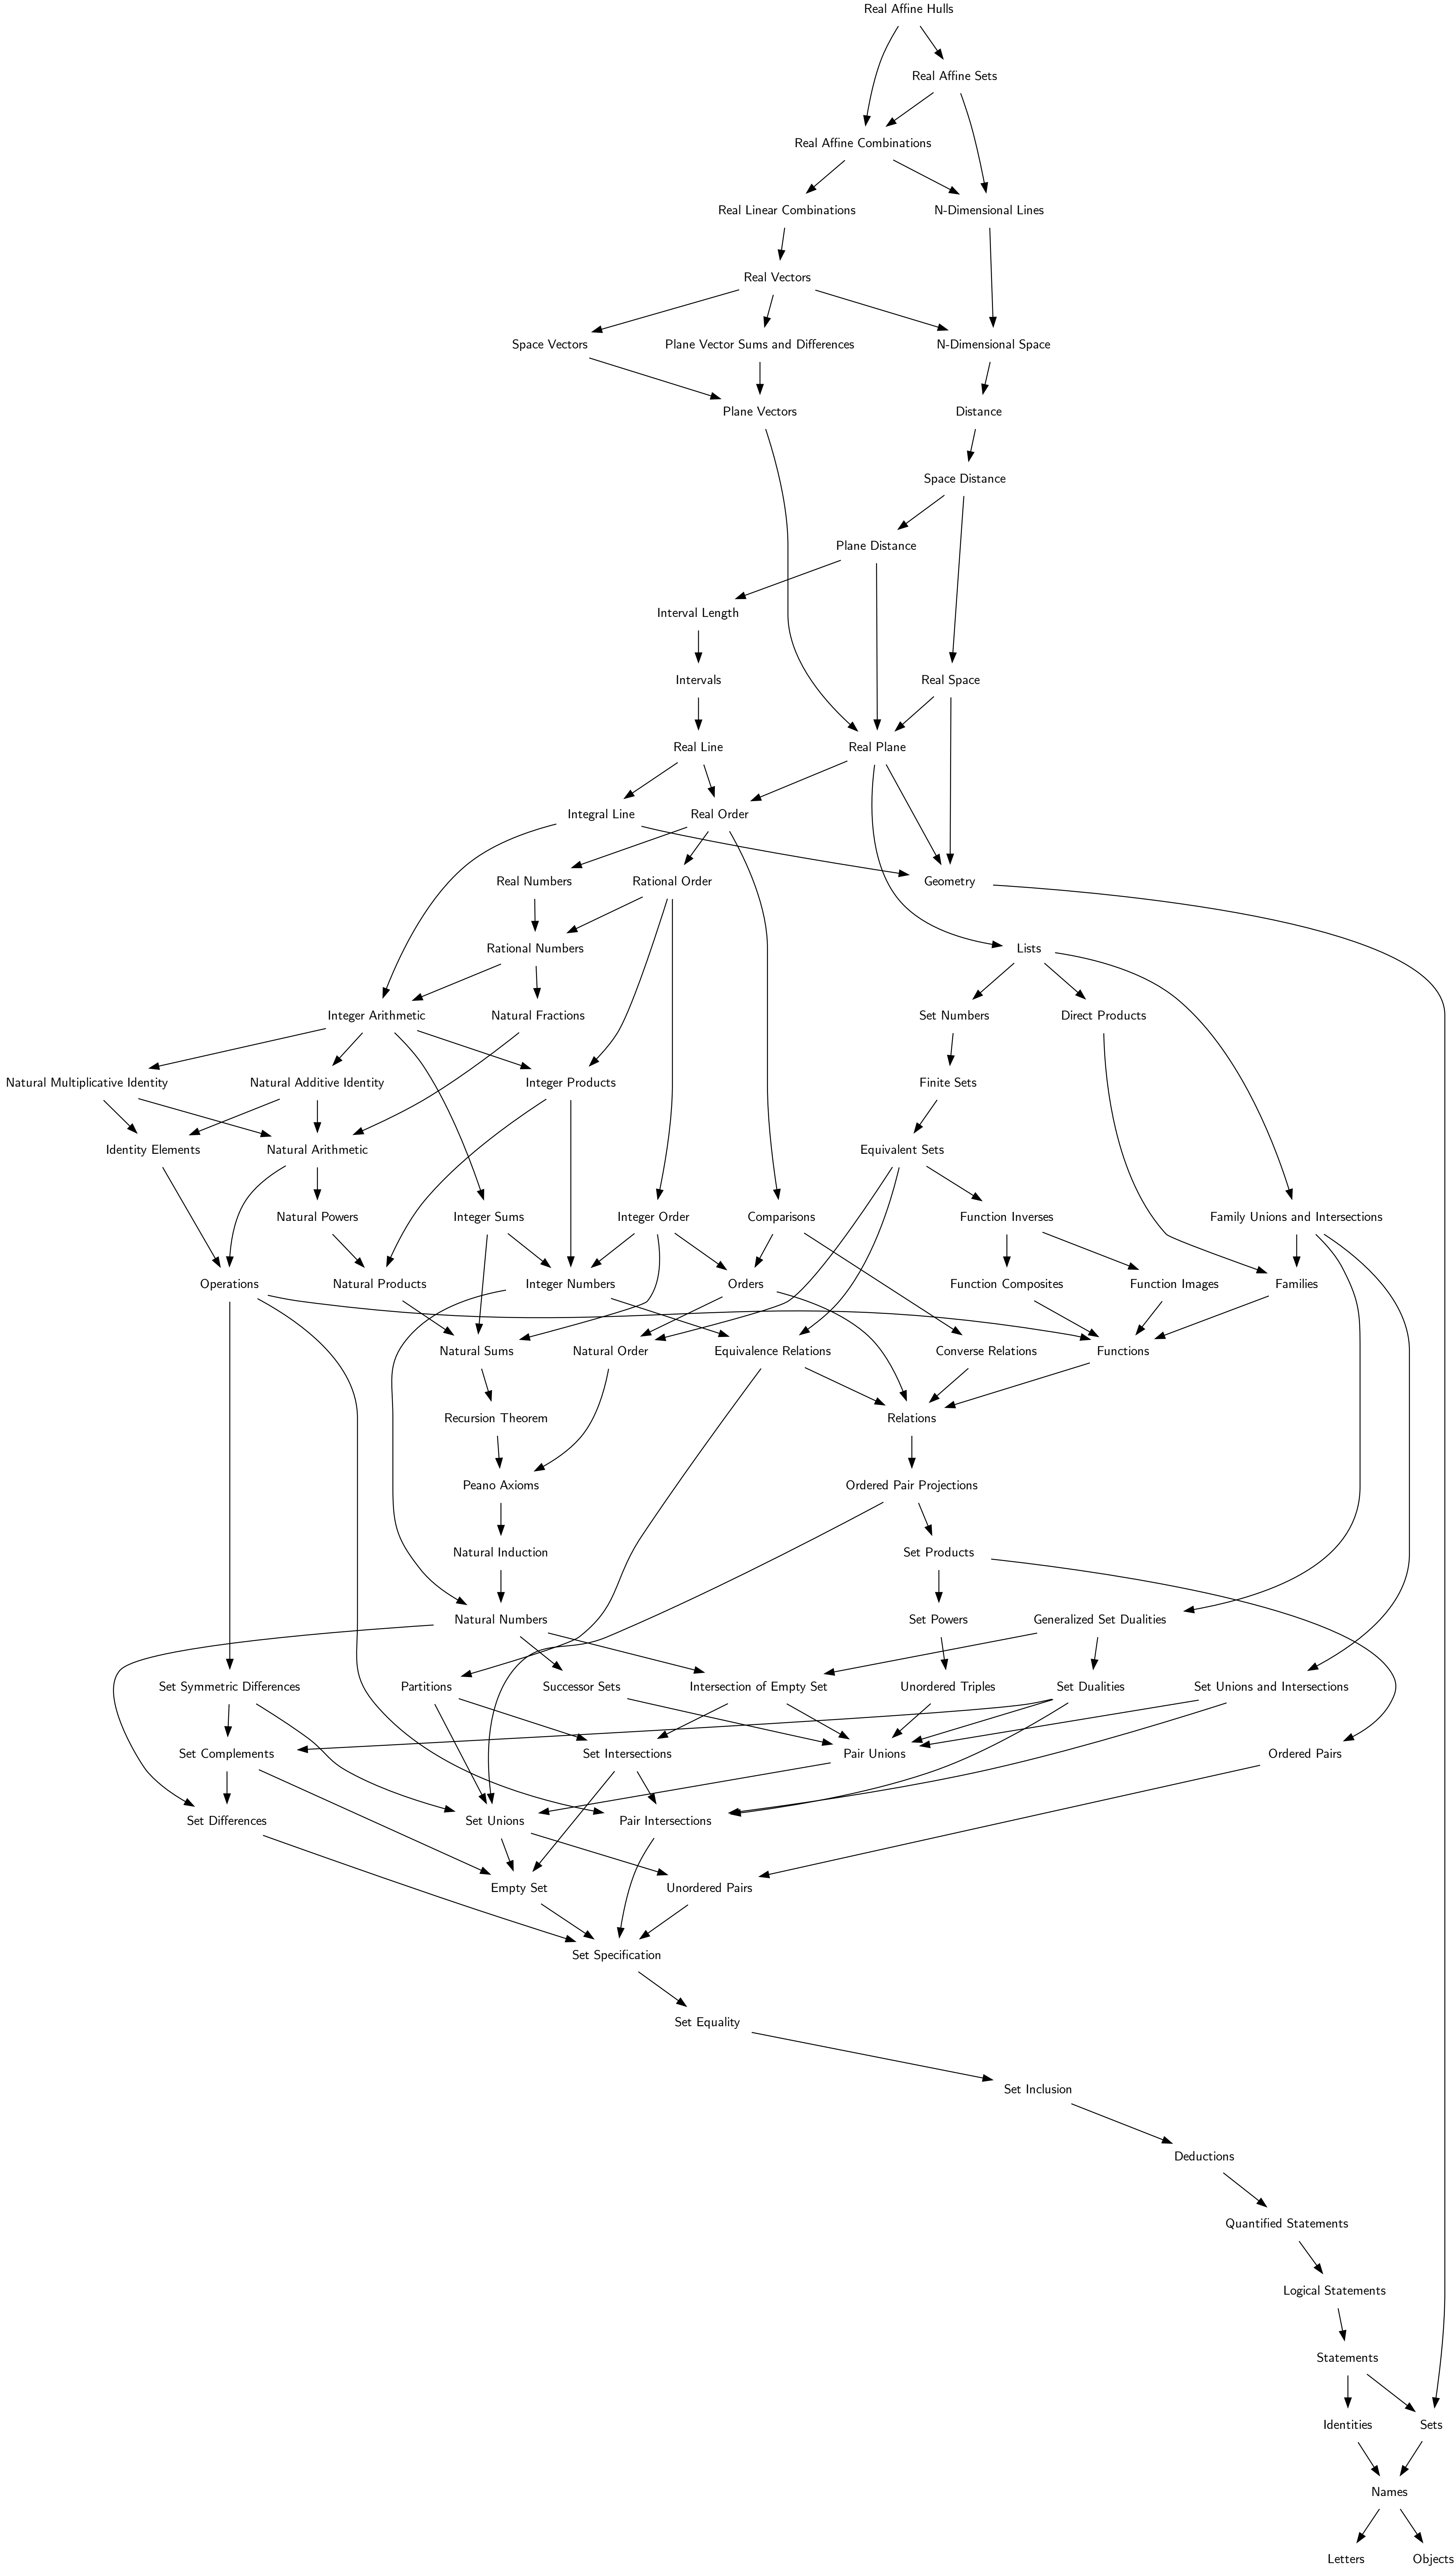 Real Affine Hulls
Real Affine Sets
Real Affine Combinations
Real Linear Combinations
N-Dimensional Lines
Real Vectors
Space Vectors
Plane Vector Sums and Differences
N-Dimensional Space
Plane Vectors
Distance
Space Distance
Plane Distance
Interval Length
Intervals
Real Space
Real Line
Real Plane
Integral Line
Real Order
Real Numbers
Rational Order
Geometry
Rational Numbers
Lists
Integer Arithmetic
Natural Fractions
Set Numbers
Direct Products
Natural Multiplicative Identity
Natural Additive Identity
Integer Products
Finite Sets
Identity Elements
Natural Arithmetic
Equivalent Sets
Natural Powers
Integer Sums
Integer Order
Comparisons
Function Inverses
Family Unions and Intersections
Operations
Natural Products
Integer Numbers
Orders
Function Composites
Function Images
Families
Natural Sums
Natural Order
Equivalence Relations
Converse Relations
Functions
Recursion Theorem
Relations
Peano Axioms
Ordered Pair Projections
Natural Induction
Set Products
Natural Numbers
Set Powers
Generalized Set Dualities
Set Symmetric Differences
Partitions
Successor Sets
Intersection of Empty Set
Unordered Triples
Set Dualities
Set Unions and Intersections
Set Complements
Set Intersections
Pair Unions
Ordered Pairs
Set Differences
Set Unions
Pair Intersections
Empty Set
Unordered Pairs
Set Specification
Set Equality
Set Inclusion
Deductions
Quantified Statements
Logical Statements
Statements
Identities
Sets
Names
Letters
Objects